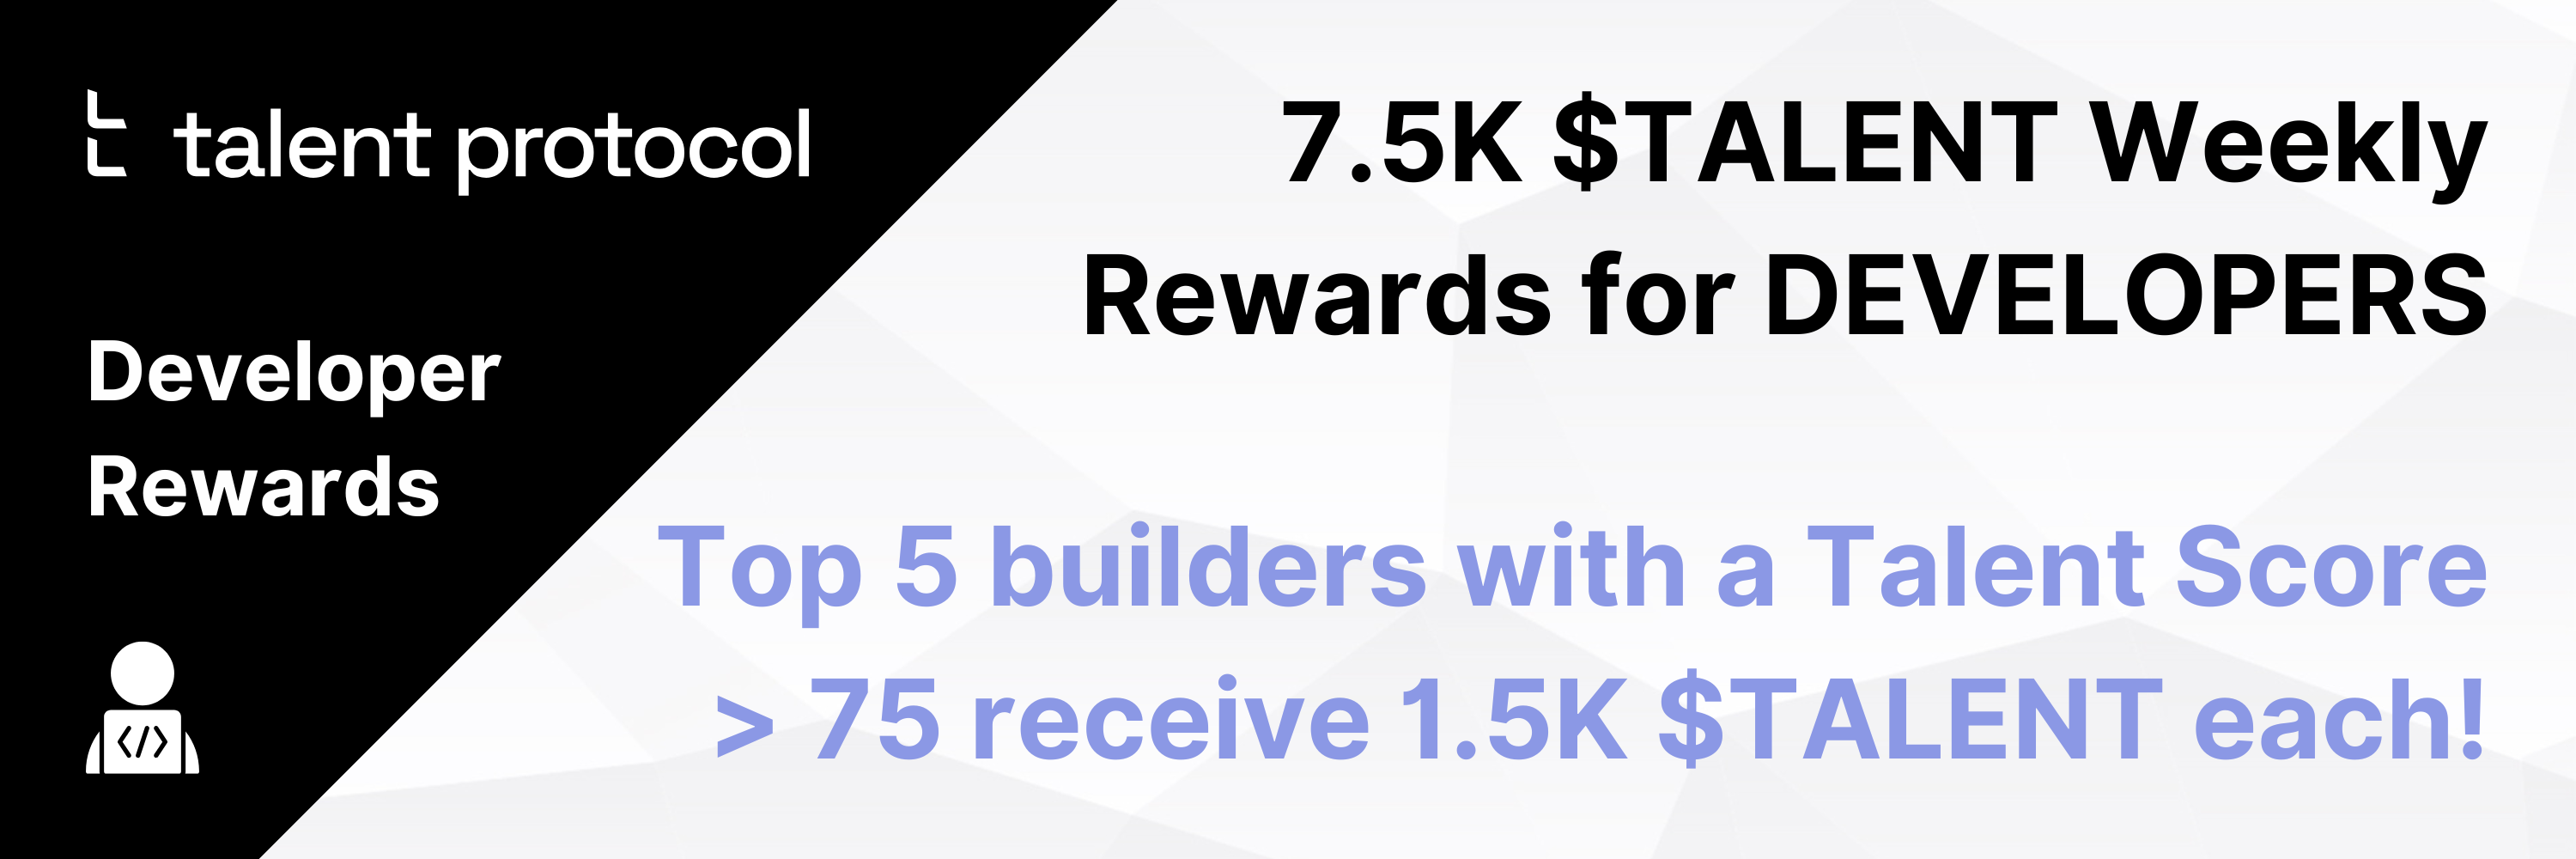 talent protocol
Developer
Rewards
</>
7.5K $TALENT Weekly
Rewards for DEVELOPERS
Top 5 builders with a Talent Score
> 75 receive 1.5K $TALENT each!